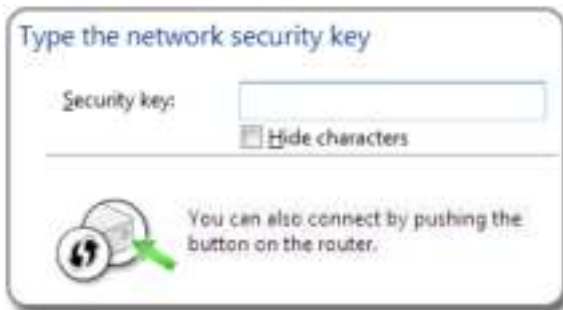 Type the network security key
Security key:
Hide characters
You can also connect by pushing the
button on the router.